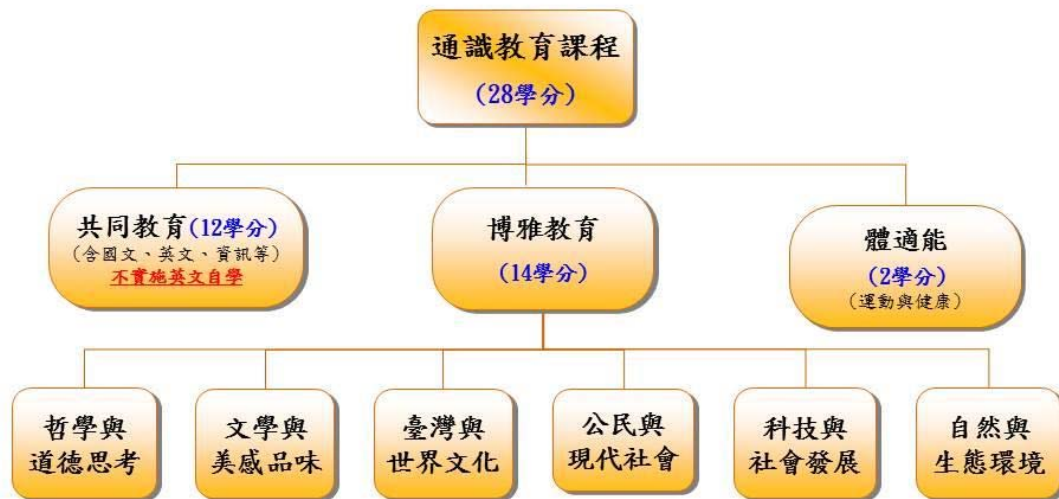 通識教育課程
(28學分)
共同教育(12學分)
(含國文、英文、資訊等)
不實施英文自學
博雅教育
(14學分)
體適能
(2學分)
(運動與健康)
哲學與
道德思考
文學與
美感品味
臺灣與
世界文化
公民與
現代社會
科技與
社會發展
自然與
生態環境